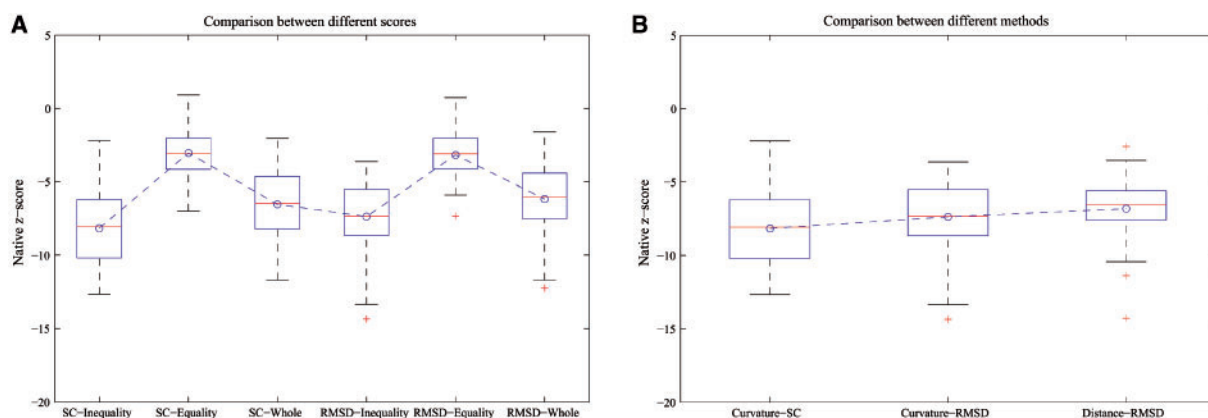 A
Comparison between different scores
Native z-score
5
0
−5
−10
−15
−20
SC−Inequality SC−Equality SC−Whole RMSD−Inequality RMSD−Equality RMSD−Whole
B
Comparison between different methods
Native z-score
5
0
−5
−10
−15
−20
Curvature−SC Curvature−RMSD Distance−RMSD